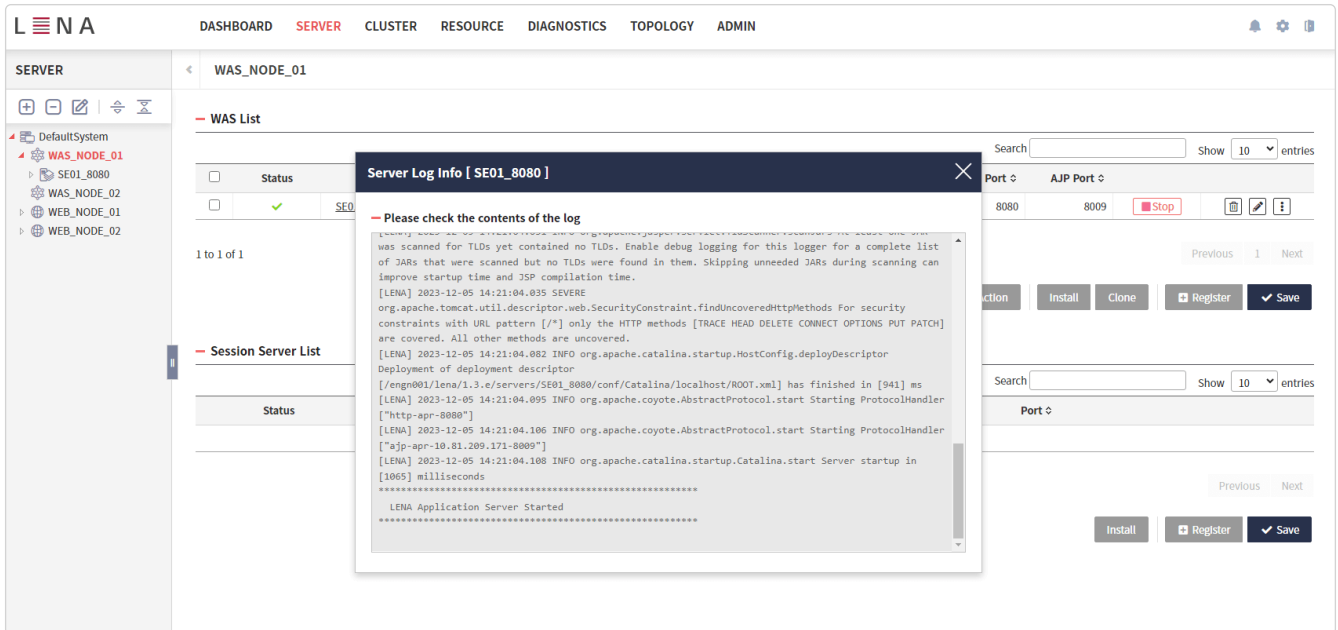 LENA
DASHBOARD SERVER CLUSTER RESOURCE DIAGNOSTICS TOPOLOGY ADMIN
SERVER
WAS_NODE_01
DefaultSystem
WAS_NODE_01
SE01_8080
WAS_NODE_02
WEB_NODE_01
WEB_NODE_02
WAS List
Search Show 10 entries
Status Port AJP Port
SE0 8080 8009 Stop
1 to 1 of 1
Previous 1 Next
Action Install Clone Register Save
Server Log Info [ SE01_8080 ]
Please check the contents of the log
was scanned for TLDs yet contained no TLDs. Enable debug logging for this logger for a complete list
of JARs that were scanned but no TLDs were found in them. Skipping unneeded JARs during scanning can
improve startup time and JSP compilation time.
[LENA] 2023-12-05 14:21:04.035 SEVERE
org.apache.tomcat.util.descriptor.web.SecurityConstraint.findUncoveredHttpMethods For security
constraints with URL pattern [/*] only the HTTP methods [TRACE HEAD DELETE CONNECT OPTIONS PUT PATCH]
are covered. All other methods are uncovered.
[LENA] 2023-12-05 14:21:04.082 INFO org.apache.catalina.startup.HostConfig.deployDescriptor
Deployment of deployment descriptor
[/engn001/lena/1.3.e/servers/SE01_8080/conf/Catalina/localhost/ROOT.xml] has finished in [941] ms
[LENA] 2023-12-05 14:21:04.095 INFO org.apache.coyote.AbstractProtocol.start Starting ProtocolHandler
["http-apr-8080"]
[LENA] 2023-12-05 14:21:04.106 INFO org.apache.coyote.AbstractProtocol.start Starting ProtocolHandler
["ajp-apr-10.81.209.171-8009"]
[LENA] 2023-12-05 14:21:04.108 INFO org.apache.catalina.startup.Catalina.start Server startup in
[1065] milliseconds
*********************************************************
LENA Application Server Started
*********************************************************
Session Server List
Search Show 10 entries
Status Port
Previous Next
Install Register Save